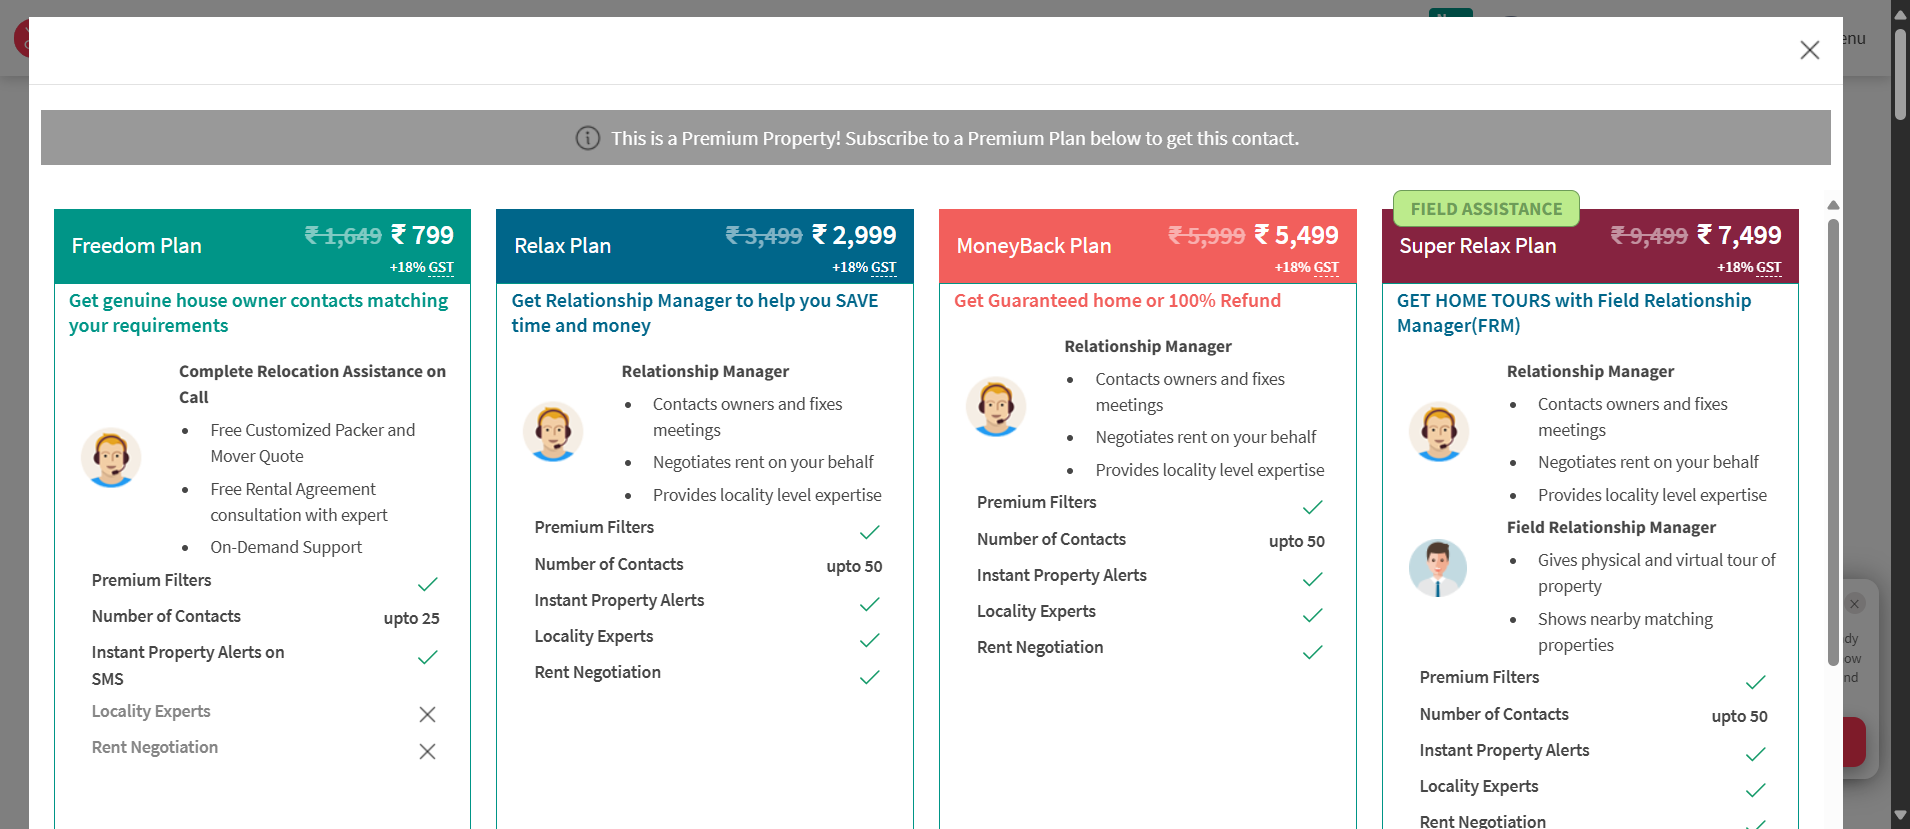 This is a Premium Property! Subscribe to a Premium Plan below to get this contact.
Freedom Plan
₹ 1,649 ₹ 799
+18% GST
Get genuine house owner contacts matching
your requirements
Complete Relocation Assistance on
Call
• Free Customized Packer and
Mover Quote
• Free Rental Agreement
consultation with expert
• On-Demand Support
Premium Filters
Number of Contacts upto 25
Instant Property Alerts on
SMS
Locality Experts
Rent Negotiation
Relax Plan
₹ 3,499 ₹ 2,999
+18% GST
Get Relationship Manager to help you SAVE
time and money
Relationship Manager
• Contacts owners and fixes
meetings
• Negotiates rent on your behalf
• Provides locality level expertise
Premium Filters
Number of Contacts upto 50
Instant Property Alerts
Locality Experts
Rent Negotiation
MoneyBack Plan
₹ 5,999 ₹ 5,499
+18% GST
Get Guaranteed home or 100% Refund
Relationship Manager
• Contacts owners and fixes
meetings
• Negotiates rent on your behalf
• Provides locality level expertise
Premium Filters
Number of Contacts upto 50
Instant Property Alerts
Locality Experts
Rent Negotiation
FIELD ASSISTANCE
Super Relax Plan
₹ 9,499 ₹ 7,499
+18% GST
GET HOME TOURS with Field Relationship
Manager(FRM)
Relationship Manager
• Contacts owners and fixes
meetings
• Negotiates rent on your behalf
• Provides locality level expertise
Field Relationship Manager
• Gives physical and virtual tour of
property
• Shows nearby matching
properties
Premium Filters
Number of Contacts upto 50
Instant Property Alerts
Locality Experts
Rent Negotiation